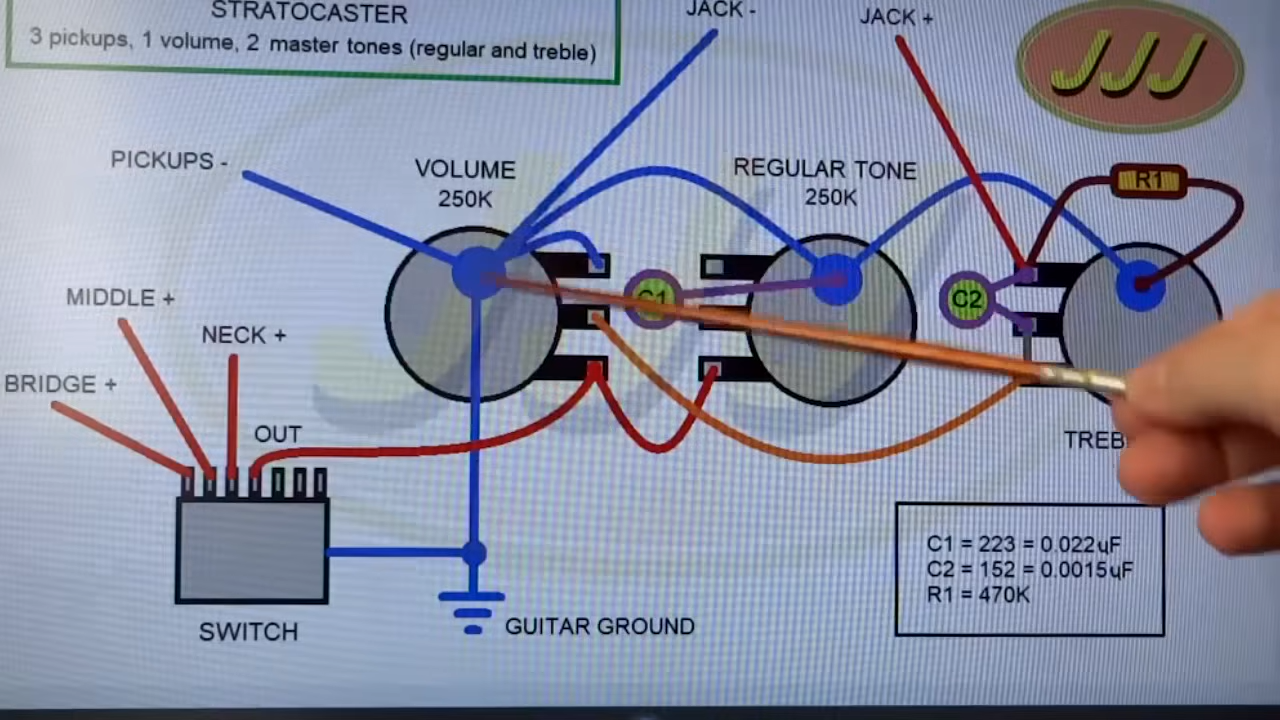 STRATOCASTER
3 pickups, 1 volume, 2 master tones (regular and treble)
JACK -
JACK +
JJJ
PICKUPS -
VOLUME
250K
REGULAR TONE
250K
R1
MIDDLE +
NECK +
BRIDGE +
OUT
C1
C2
TREB
C1 = 223 = 0.022uF
C2 = 152 = 0.0015uF
R1 = 470K
SWITCH
GUITAR GROUND